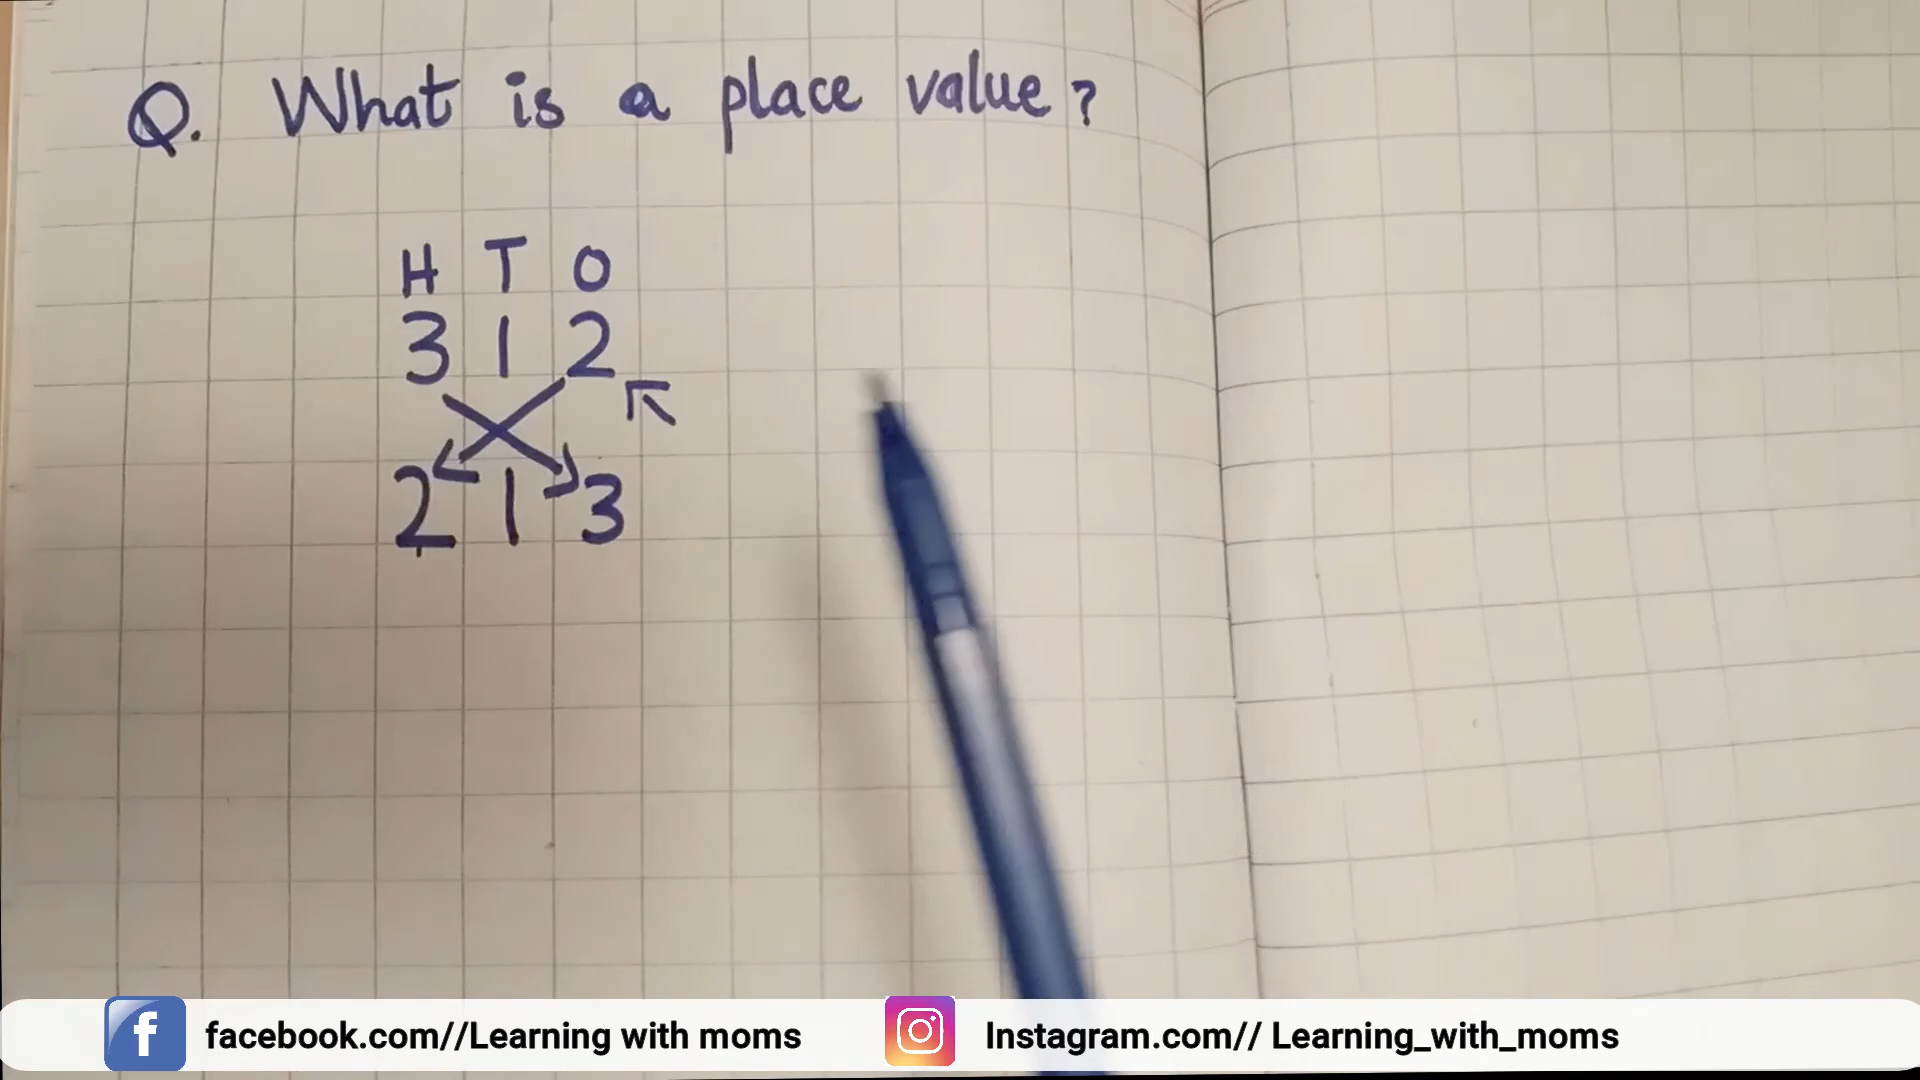 Q. What is a place value?
H T O
3 1 2
2 1 3
facebook.com//Learning with moms
Instagram.com// Learning_with_moms